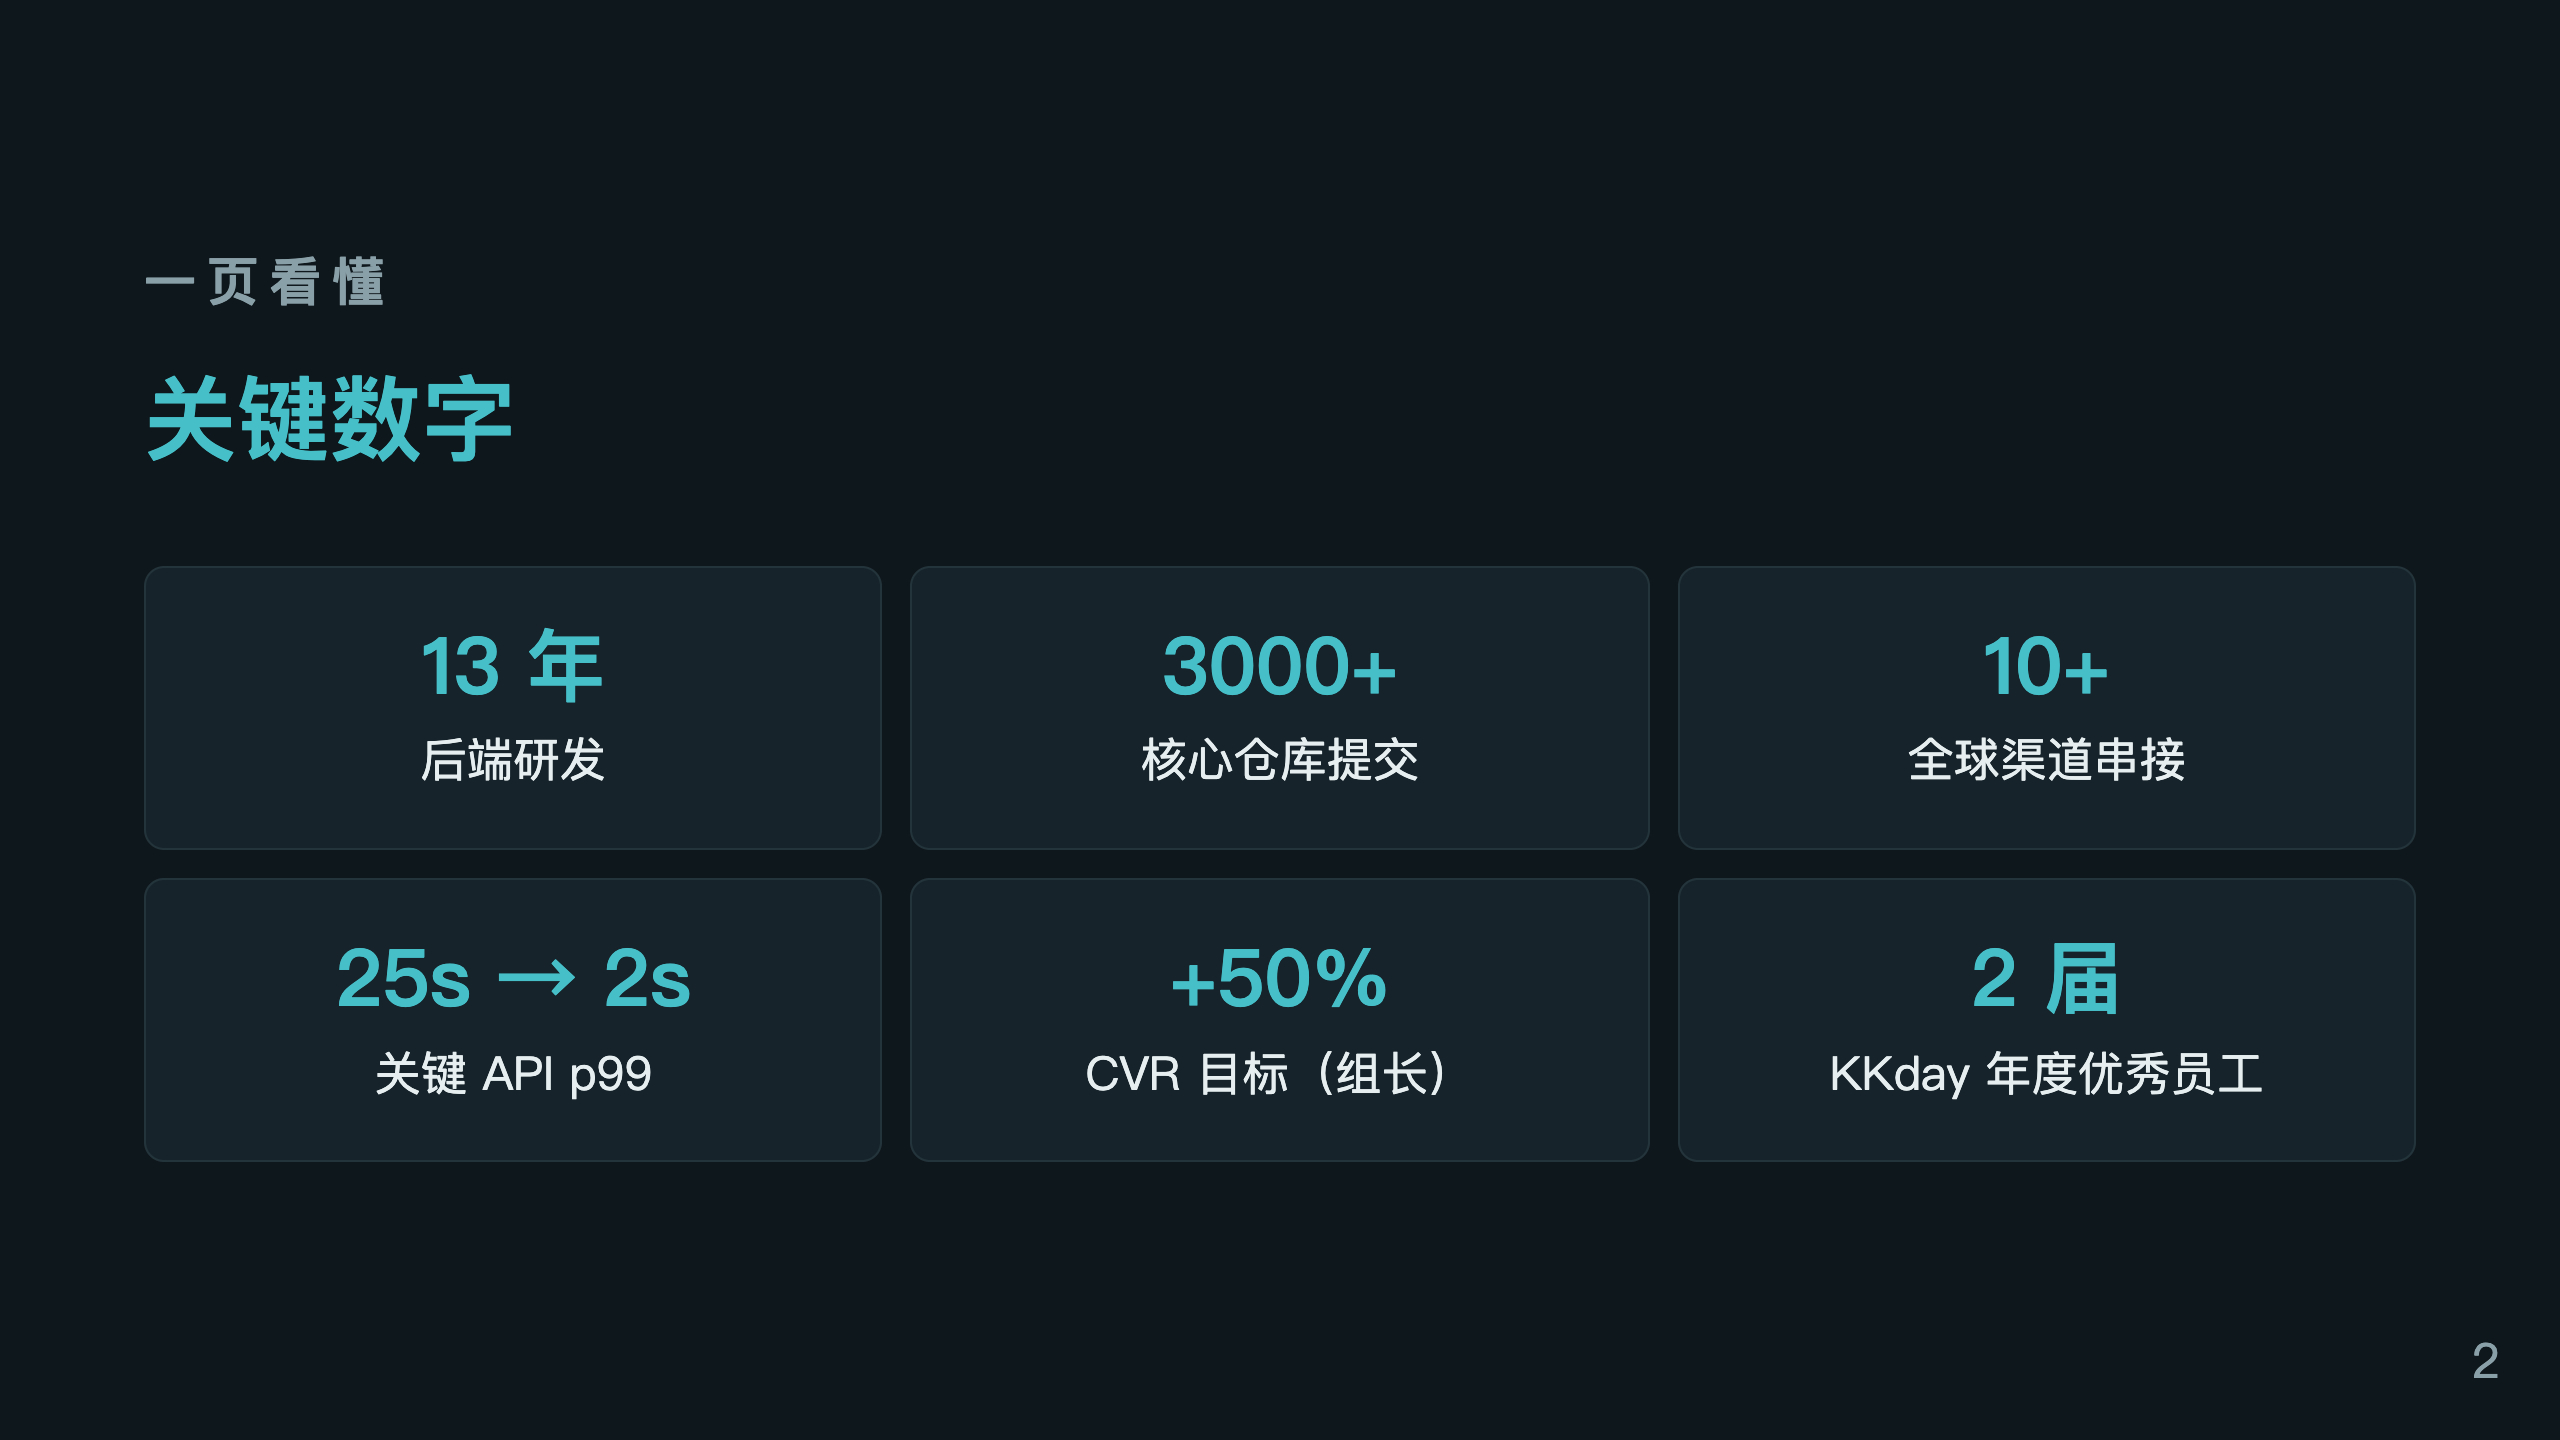 一页看懂
关键数字
13 年
后端研发
3000+
核心仓库提交
10+
全球渠道串接
25s → 2s
关键 API p99
+50%
CVR 目标（组长）
2 届
KKday 年度优秀员工
2